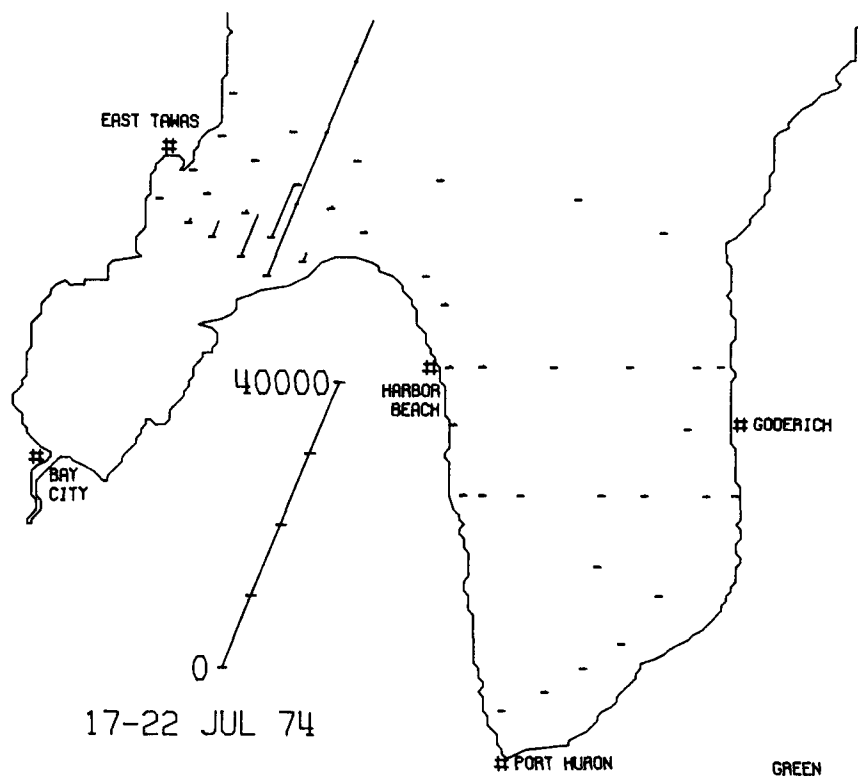 EAST TAWAS
40000
HARBOR
BEACH
GODERICH
BAY
CITY
0
17-22 JUL 74
PORT HURON
GREEN